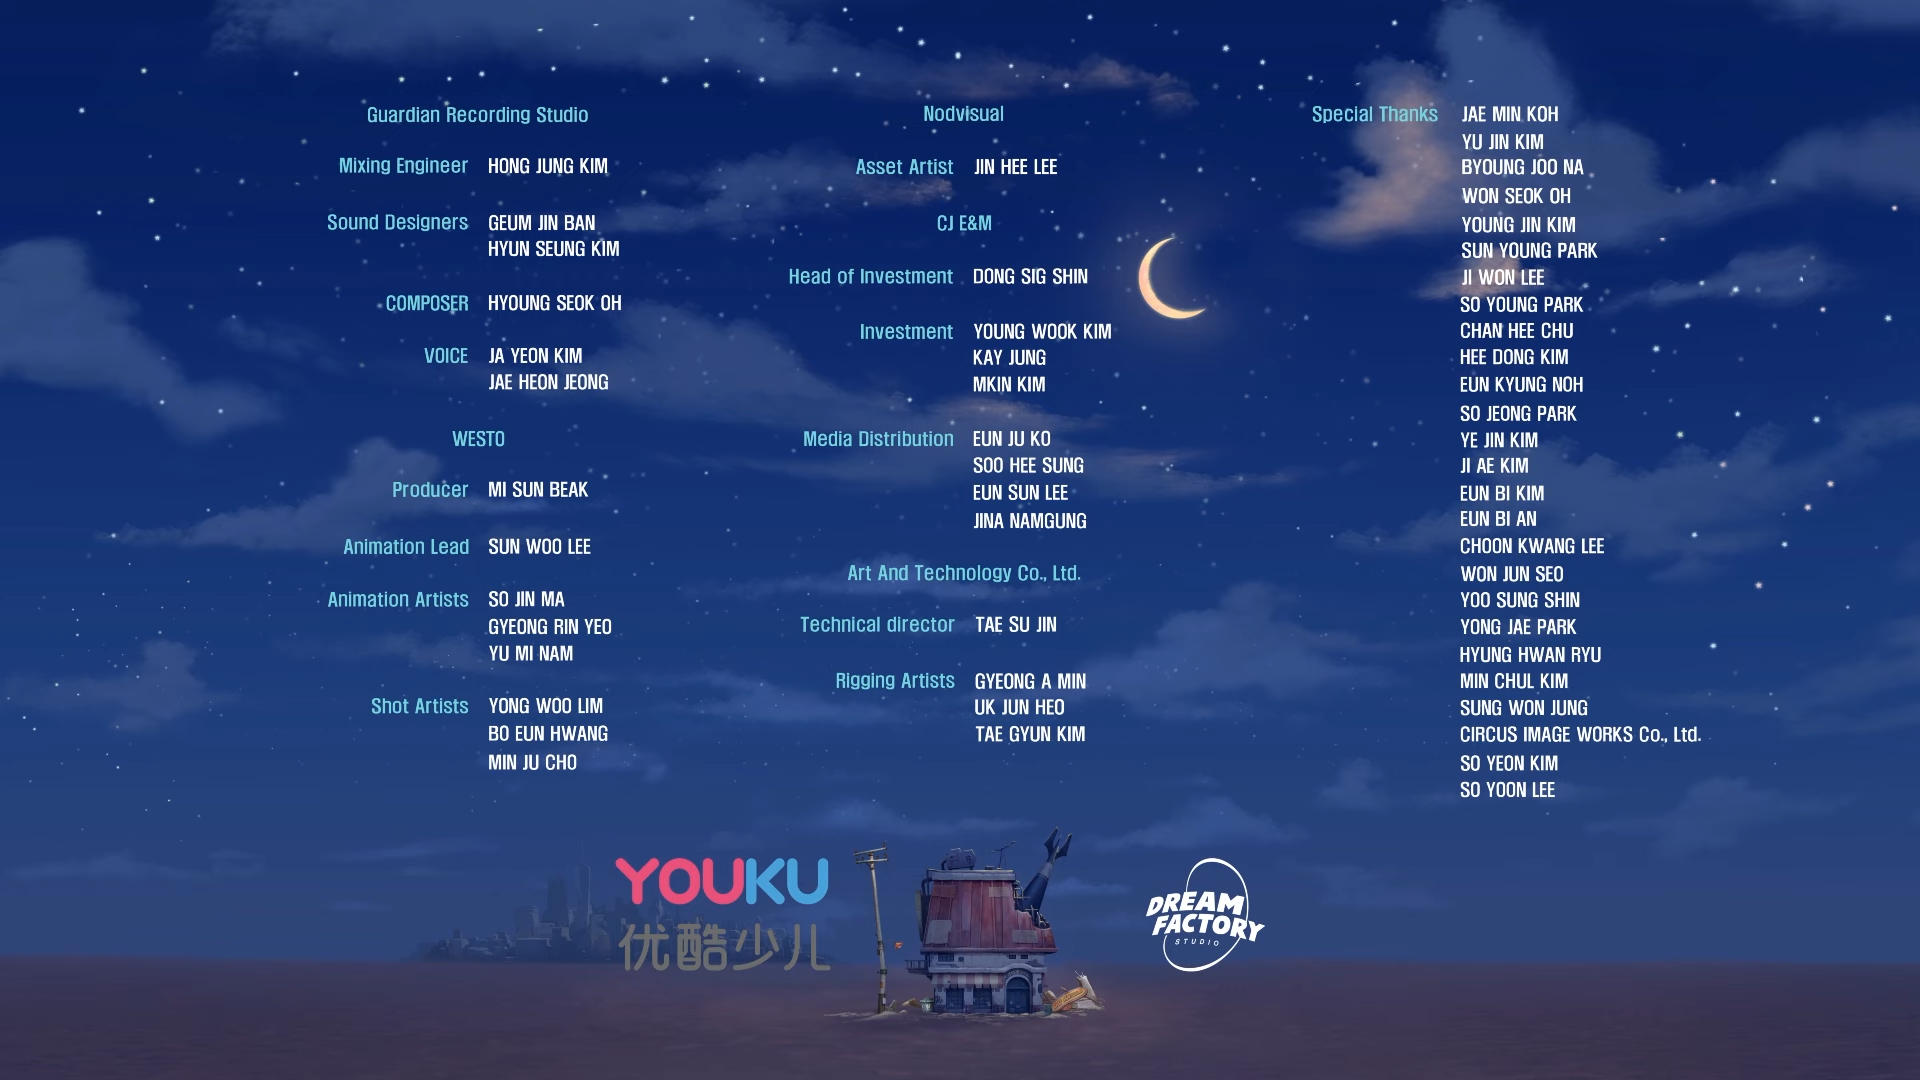 Guardian Recording Studio
Mixing Engineer HONG JUNG KIM
Sound Designers GEUM JIN BAN
HYUN SEUNG KIM
COMPOSER HYOUNG SEOK OH
VOICE JA YEON KIM
JAE HEON JEONG
WESTO
Producer MI SUN BEAK
Animation Lead SUN WOO LEE
Animation Artists SO JIN MA
GYEONG RIN YEO
YU MI NAM
Shot Artists YONG WOO LIM
BO EUN HWANG
MIN JU CHO
Nodvisual
Asset Artist JIN HEE LEE
CJ E&M
Head of Investment DONG SIG SHIN
Investment YOUNG WOOK KIM
KAY JUNG
MKIN KIM
Media Distribution EUN JU KO
SOO HEE SUNG
EUN SUN LEE
JINA NAMGUNG
Art And Technology Co., Ltd.
Technical director TAE SU JIN
Rigging Artists GYEONG A MIN
UK JUN HEO
TAE GYUN KIM
Special Thanks JAE MIN KOH
YU JIN KIM
BYOUNG JOO NA
WON SEOK OH
YOUNG JIN KIM
SUN YOUNG PARK
JI WON LEE
SO YOUNG PARK
CHAN HEE CHU
HEE DONG KIM
EUN KYUNG NOH
SO JEONG PARK
YE JIN KIM
JI AE KIM
EUN BI KIM
EUN BI AN
CHOON KWANG LEE
WON JUN SEO
YOO SUNG SHIN
YONG JAE PARK
HYUNG HWAN RYU
MIN CHUL KIM
SUNG WON JUNG
CIRCUS IMAGE WORKS Co., Ltd.
SO YEON KIM
SO YOON LEE
YOUKU
优酷少儿
DREAM
FACTORY
STUDIO